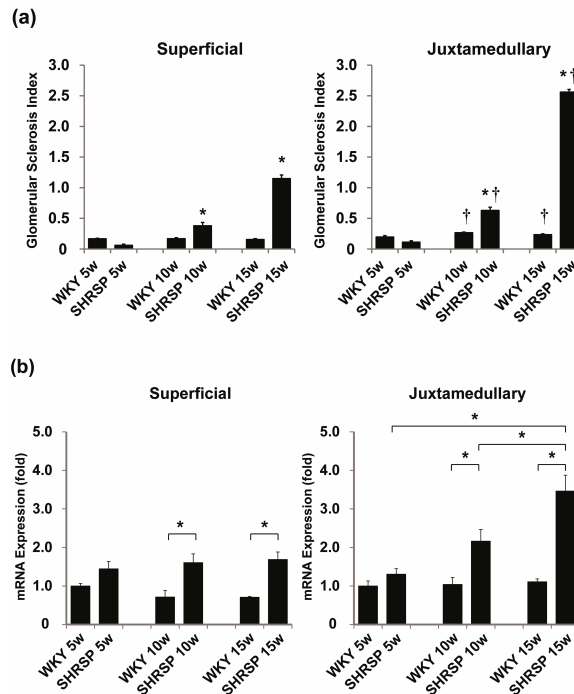 (a)
Superficial
Juxtamedullary
Glomerular Sclerosis Index
3.0
2.5
2.0
1.5
1.0
0.5
0
*
*
WKY 5w
SHRSP 5w
WKY 10w
SHRSP 10w
WKY 15w
SHRSP 15w
Glomerular Sclerosis Index
3.0
2.5
2.0
1.5
1.0
0.5
0
†
*†
†
*†
WKY 5w
SHRSP 5w
WKY 10w
SHRSP 10w
WKY 15w
SHRSP 15w
(b)
Superficial
Juxtamedullary
mRNA Expression (fold)
5.0
4.0
3.0
2.0
1.0
0
*
*
WKY 5w
SHRSP 5w
WKY 10w
SHRSP 10w
WKY 15w
SHRSP 15w
mRNA Expression (fold)
5.0
4.0
3.0
2.0
1.0
0
*
*
*
*
WKY 5w
SHRSP 5w
WKY 10w
SHRSP 10w
WKY 15w
SHRSP 15w